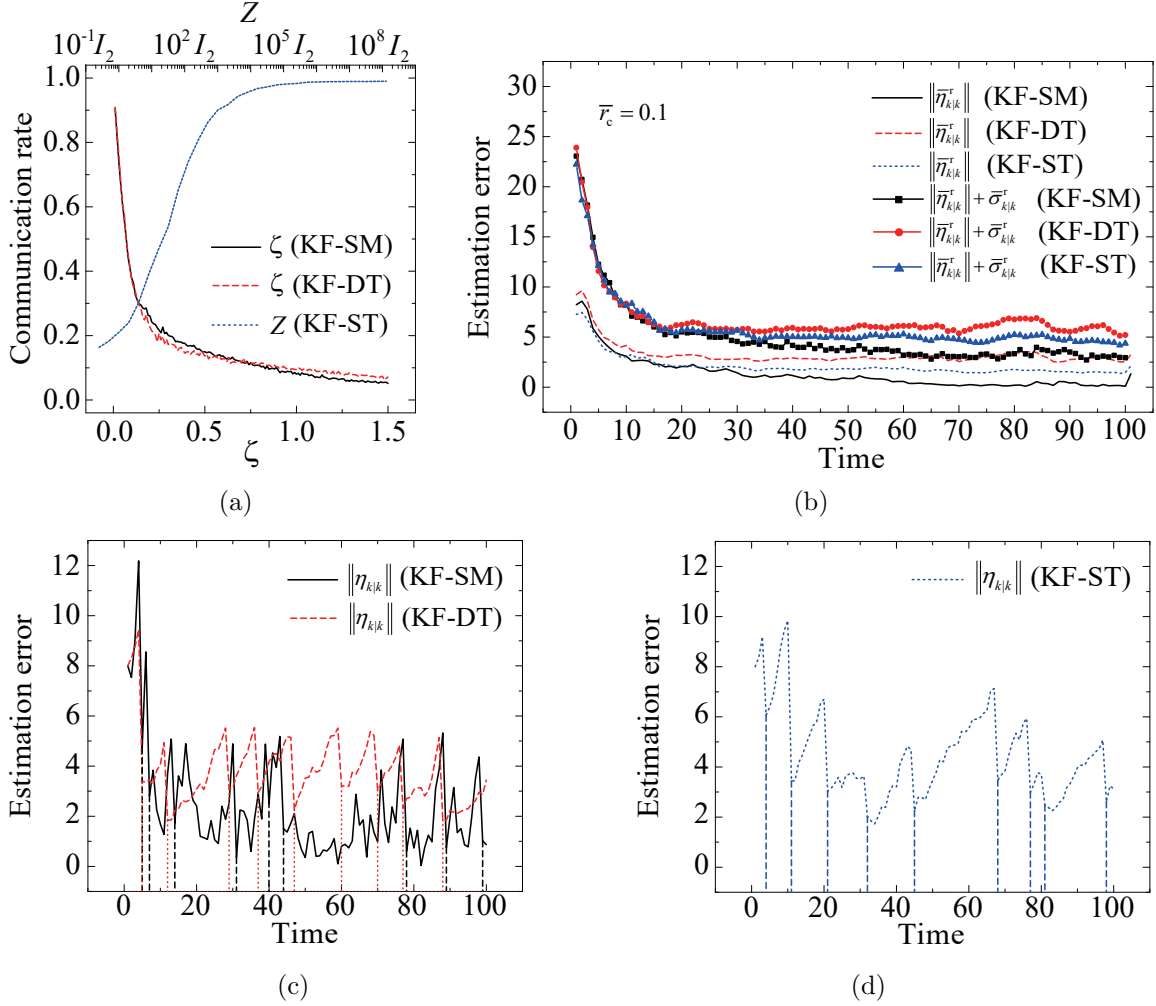 Z
10⁻¹I₂ 10²I₂ 10⁵I₂ 10⁸I₂
1.0
0.8
0.6
0.4
0.2
0.0
Communication rate
ζ (KF-SM)
ζ (KF-DT)
Z (KF-ST)
0.0 0.5 1.0 1.5
ζ
(a)
30
25
20
15
10
5
0
Estimation error
r̅c = 0.1
‖η̅ʳk|k‖ (KF-SM)
‖η̅ʳk|k‖ (KF-DT)
‖η̅ʳk|k‖ (KF-ST)
‖η̅ʳk|k‖ + σ̅ʳk|k (KF-SM)
‖η̅ʳk|k‖ + σ̅ʳk|k (KF-DT)
‖η̅ʳk|k‖ + σ̅ʳk|k (KF-ST)
0 10 20 30 40 50 60 70 80 90 100
Time
(b)
12
10
8
6
4
2
0
Estimation error
‖ηk|k‖ (KF-SM)
‖ηk|k‖ (KF-DT)
0 20 40 60 80 100
Time
(c)
12
10
8
6
4
2
0
Estimation error
‖ηk|k‖ (KF-ST)
0 20 40 60 80 100
Time
(d)